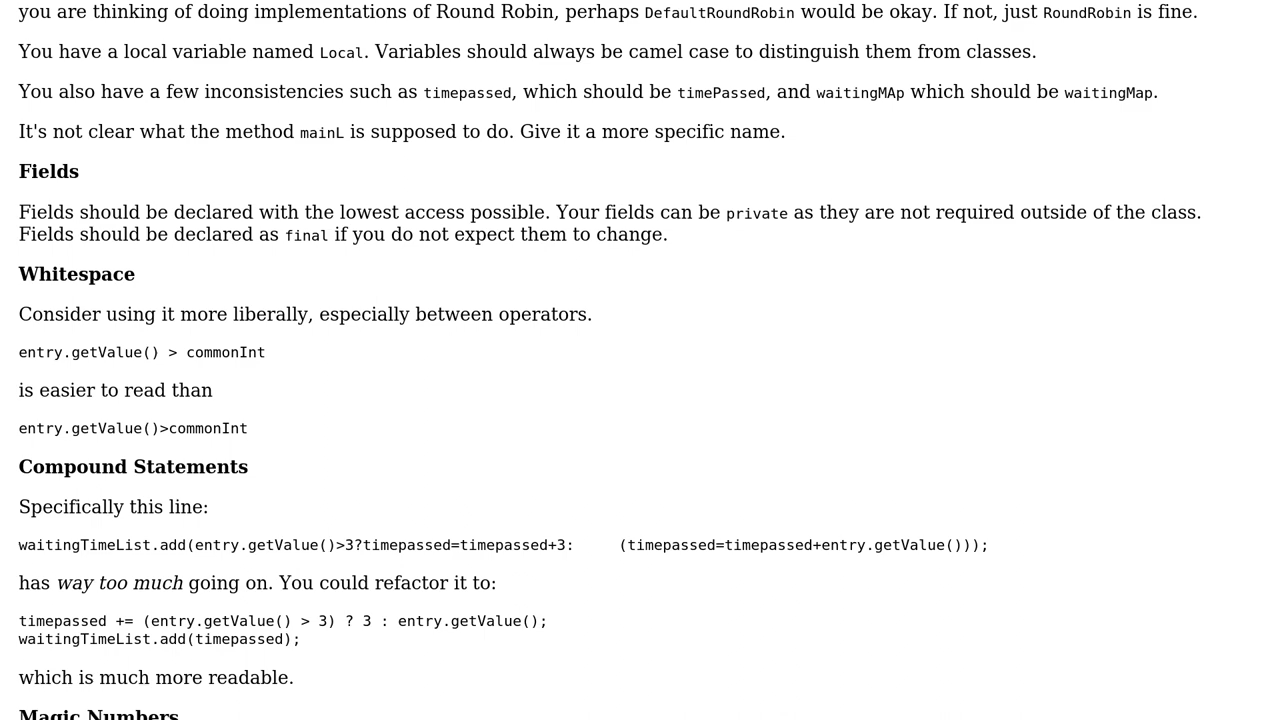 you are thinking of doing implementations of Round Robin, perhaps DefaultRoundRobin would be okay. If not, just RoundRobin is fine.
You have a local variable named Local. Variables should always be camel case to distinguish them from classes.
You also have a few inconsistencies such as timepassed, which should be timePassed, and waitingMAp which should be waitingMap.
It's not clear what the method mainL is supposed to do. Give it a more specific name.
Fields
Fields should be declared with the lowest access possible. Your fields can be private as they are not required outside of the class.
Fields should be declared as final if you do not expect them to change.
Whitespace
Consider using it more liberally, especially between operators.
entry.getValue() > commonInt
is easier to read than
entry.getValue()>commonInt
Compound Statements
Specifically this line:
waitingTimeList.add(entry.getValue()>3?timepassed=timepassed+3:     (timepassed=timepassed+entry.getValue()));
has way too much going on. You could refactor it to:
timepassed += (entry.getValue() > 3) ? 3 : entry.getValue();
waitingTimeList.add(timepassed);
which is much more readable.
Magic Numbers